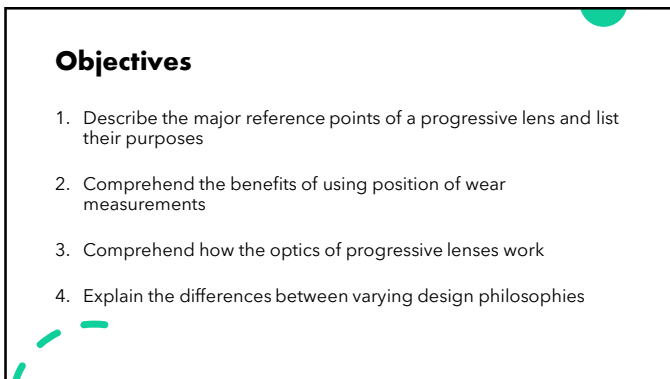 Objectives
1. Describe the major reference points of a progressive lens and list
their purposes
2. Comprehend the benefits of using position of wear
measurements
3. Comprehend how the optics of progressive lenses work
4. Explain the differences between varying design philosophies